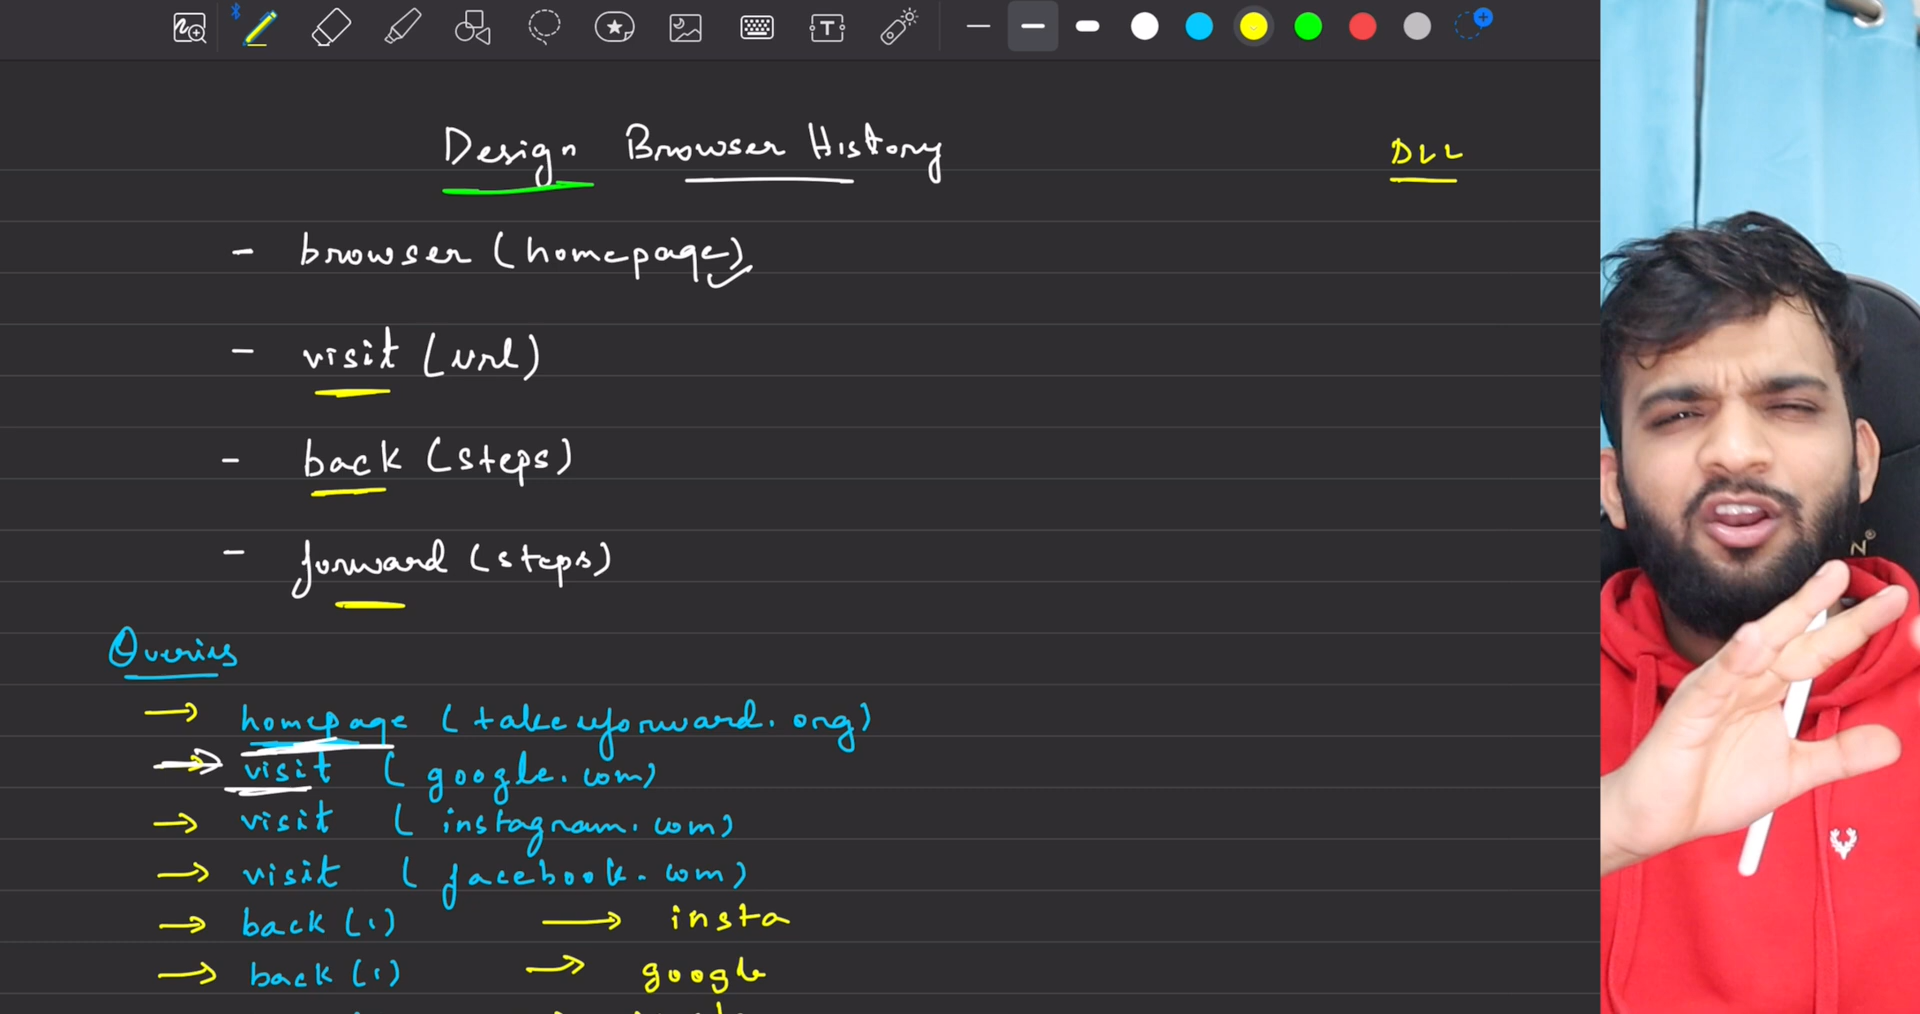 Design Browser History
DLL
- browser (homepage)
- visit (url)
- back (steps)
- forward (steps)
Queries
→ homepage (takeuforward.org)
→ visit (google.com)
→ visit (instagram.com)
→ visit (facebook.com)
→ back (1) → insta
→ back (1) → google